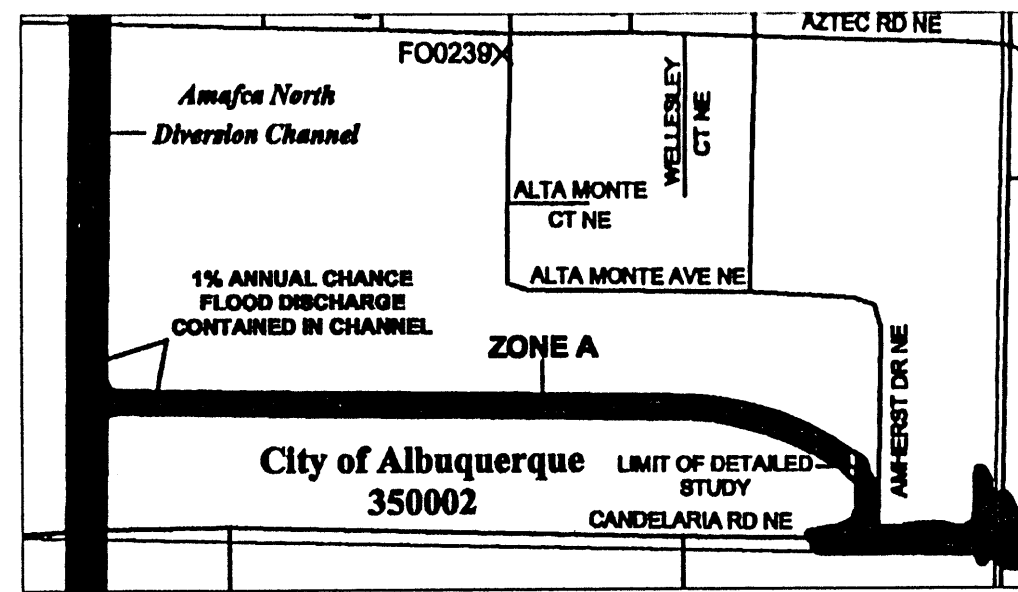 AZTEC RD NE
FO0239X
Amafca North
Diversion Channel
WELLESLEY
CT NE
ALTA MONTE
CT NE
ALTA MONTE AVE NE
1% ANNUAL CHANCE
FLOOD DISCHARGE
CONTAINED IN CHANNEL
ZONE A
AMHERST DR NE
City of Albuquerque
350002
LIMIT OF DETAILED
STUDY
CANDELARIA RD NE